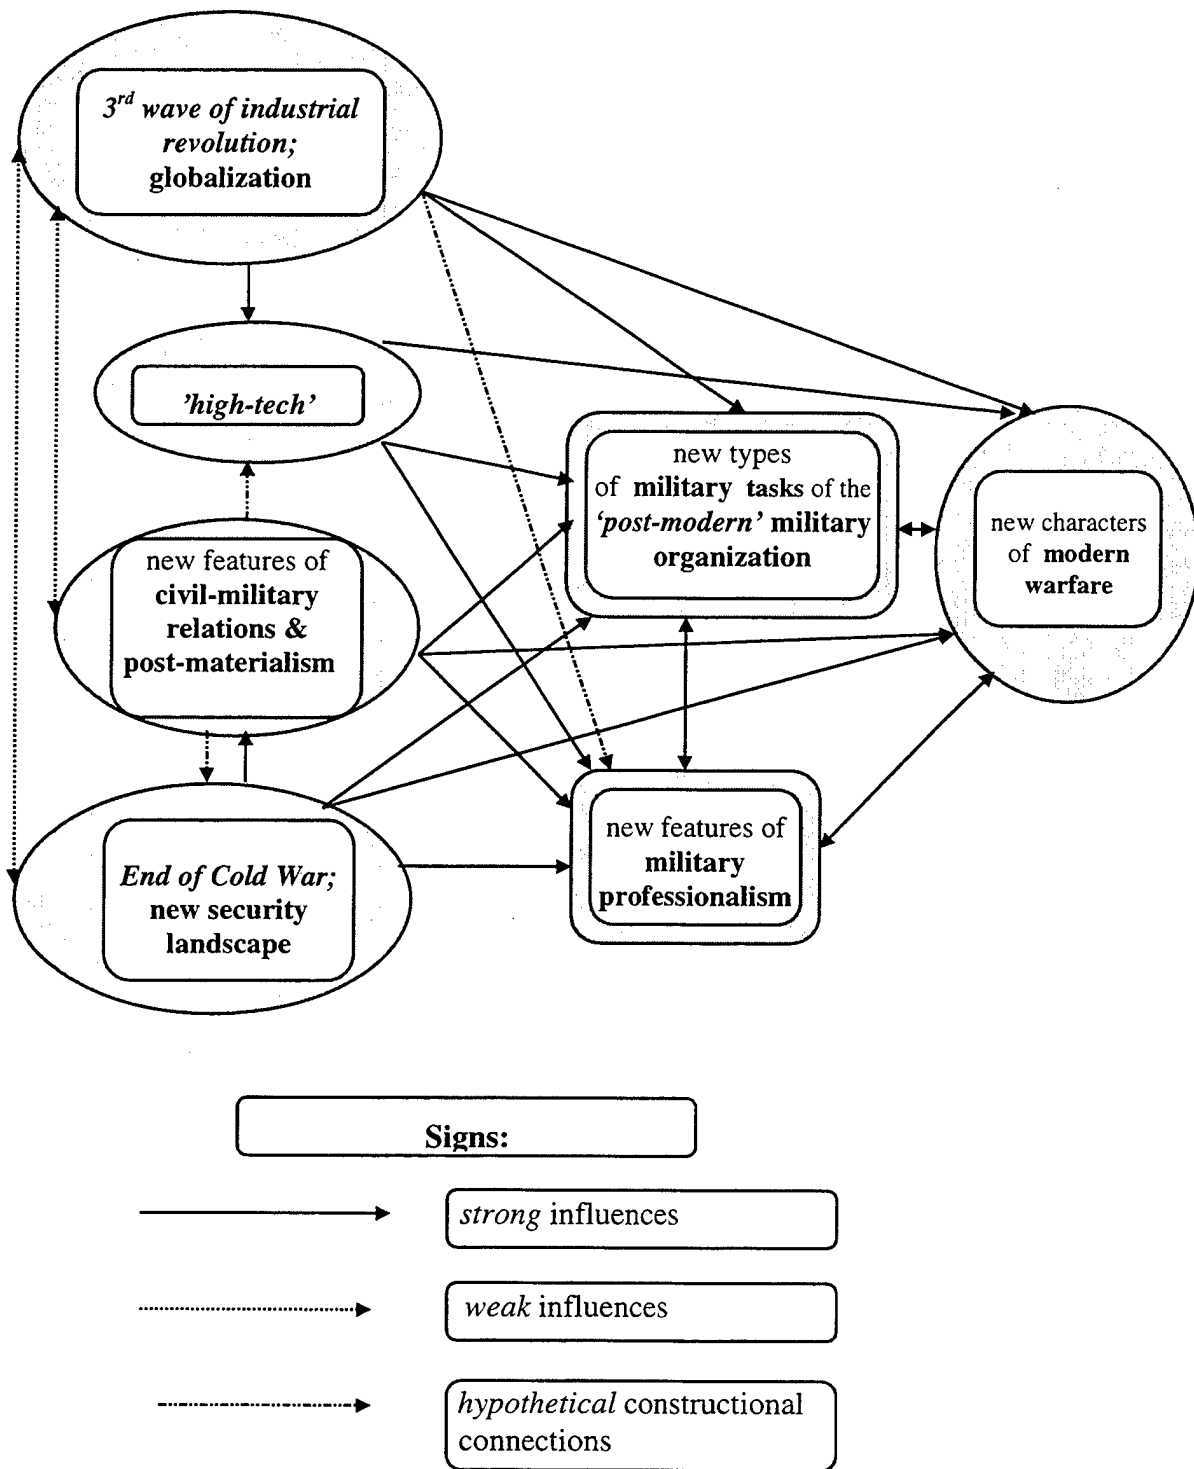 3rd wave of industrial
revolution;
globalization
’high-tech’
new types
of military tasks of the
‘post-modern’ military
organization
new characters
of modern
warfare
new features of
civil-military
relations &
post-materialism
new features of
military
professionalism
End of Cold War;
new security
landscape
Signs:
strong influences
weak influences
hypothetical constructional
connections